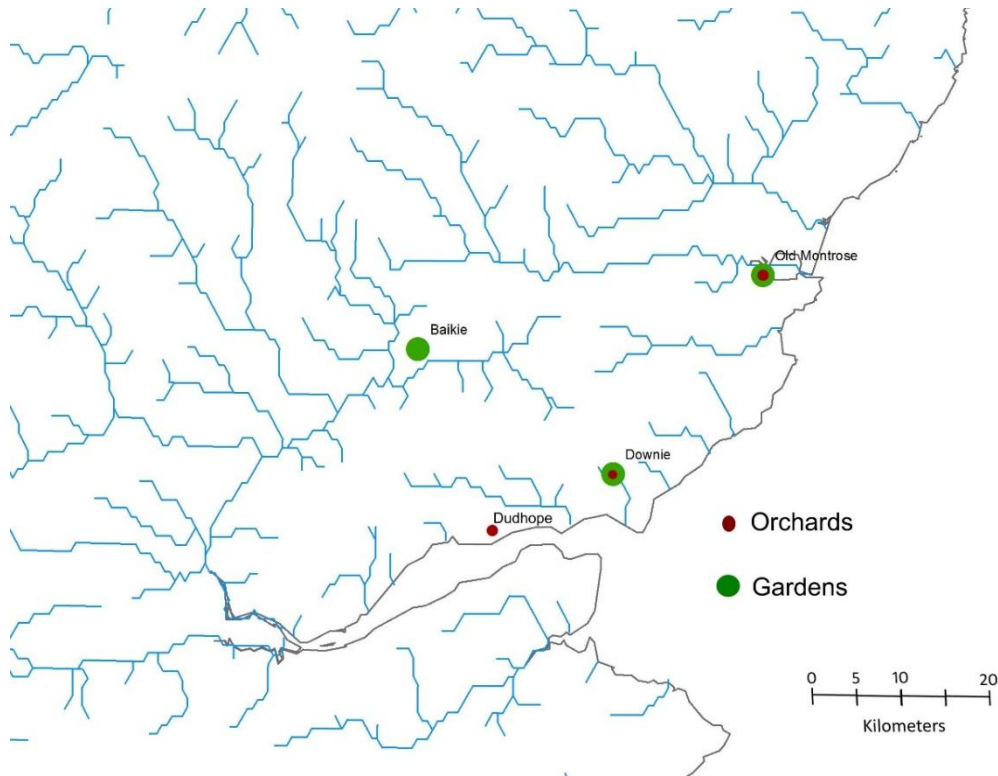 Old Montrose
Baikie
Downie
Dudhope
Orchards
Gardens
0 5 10 20
Kilometers